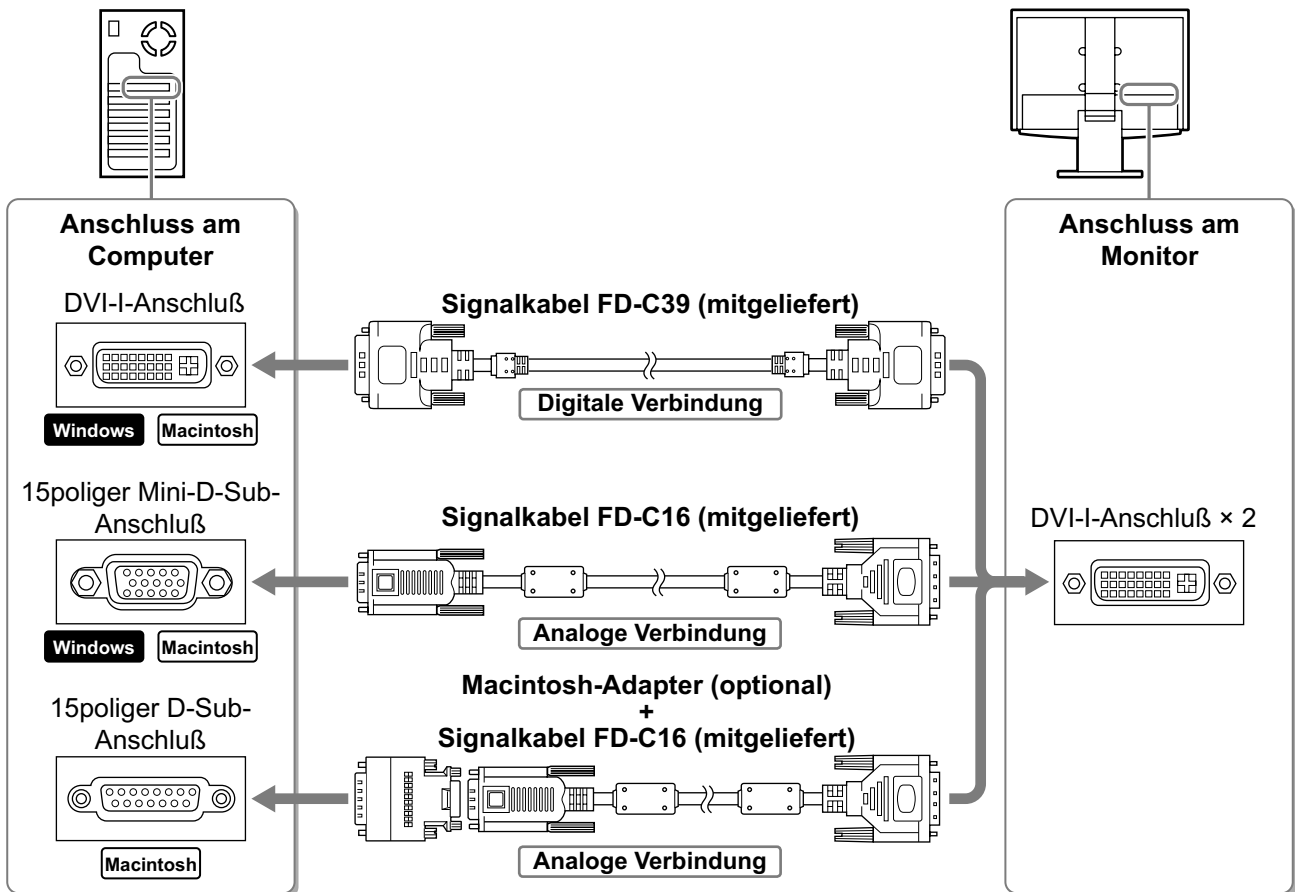 Anschluss am
Computer
DVI-I-Anschluß
Windows
Macintosh
15poliger Mini-D-Sub-
Anschluß
Windows
Macintosh
15poliger D-Sub-
Anschluß
Macintosh
Signalkabel FD-C39 (mitgeliefert)
Digitale Verbindung
Signalkabel FD-C16 (mitgeliefert)
Analoge Verbindung
Macintosh-Adapter (optional)
+
Signalkabel FD-C16 (mitgeliefert)
Analoge Verbindung
Anschluss am
Monitor
DVI-I-Anschluß × 2